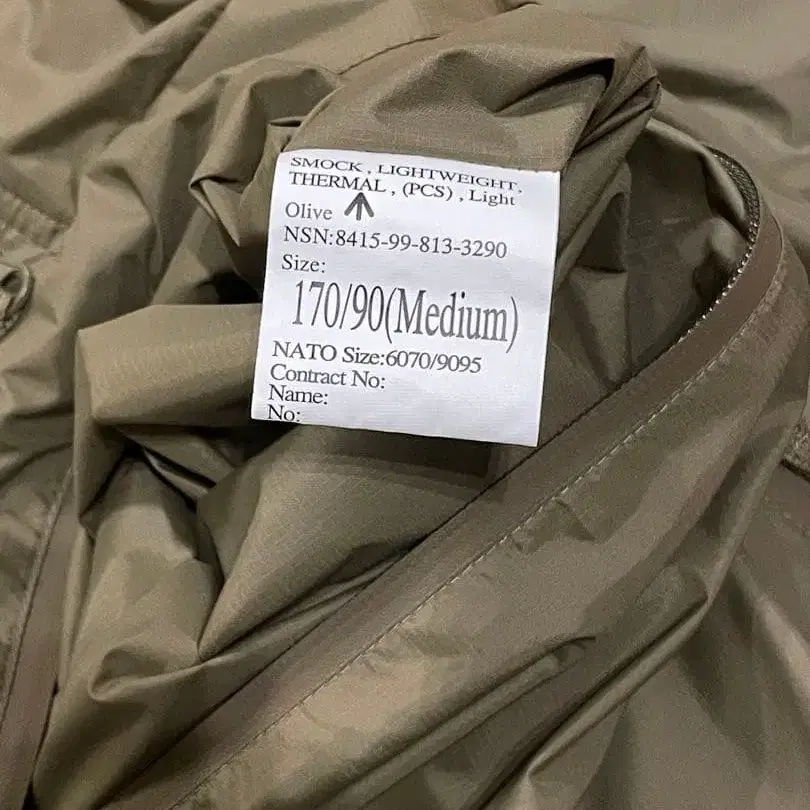 SMOCK , LIGHTWEIGHT,
THERMAL , (PCS) , Light
Olive
NSN:8415-99-813-3290
Size:
170/90(Medium)
NATO Size:6070/9095
Contract No:
Name:
No: